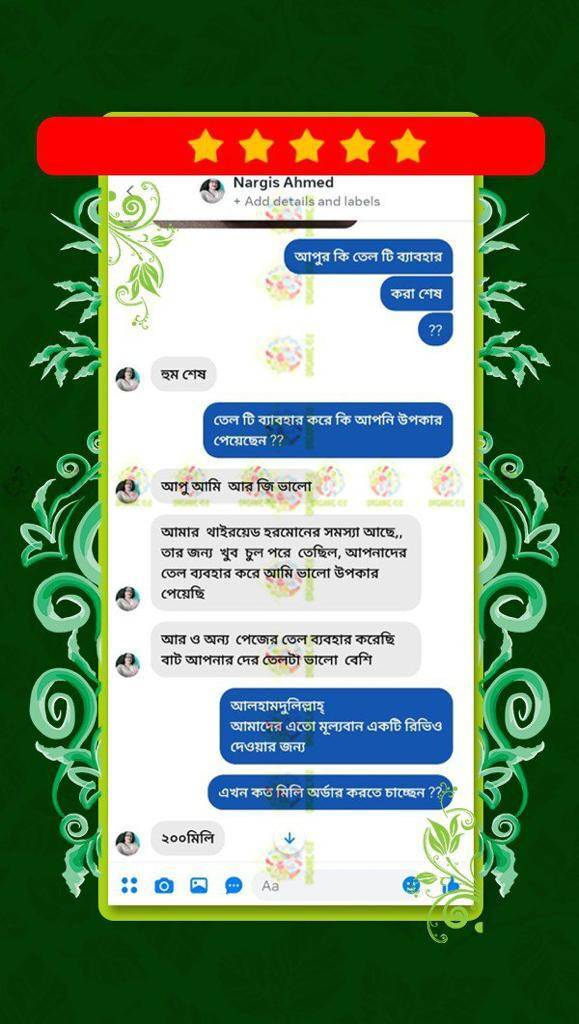 Nargis Ahmed
+ Add details and labels
আপুর কি তেল টি ব্যাবহার
করা শেষ
??
হুম শেষ
তেল টি ব্যাবহার করে কি আপনি উপকার
পেয়েছেন ??
আপু আমি আর জ়ি ভালো
আমার থাইরয়েড হরমোনের সমস্যা আছে,,
তার জন্য খুব চুল পরে তেছিল, আপনাদের
তেল ব্যবহার করে আমি ভালো উপকার
পেয়েছি
আর ও অন্য পেজের তেল ব্যবহার করেছি
বাট আপনার দের তেলটা ভালো বেশি
আলহামদুলিল্লাহ্
আমাদের এতো মূল্যবান একটি রিভিও
দেওয়ার জন্য
এখন কত মিলি অর্ডার করতে চাচ্ছেন ??
২০০মিলি
Aa